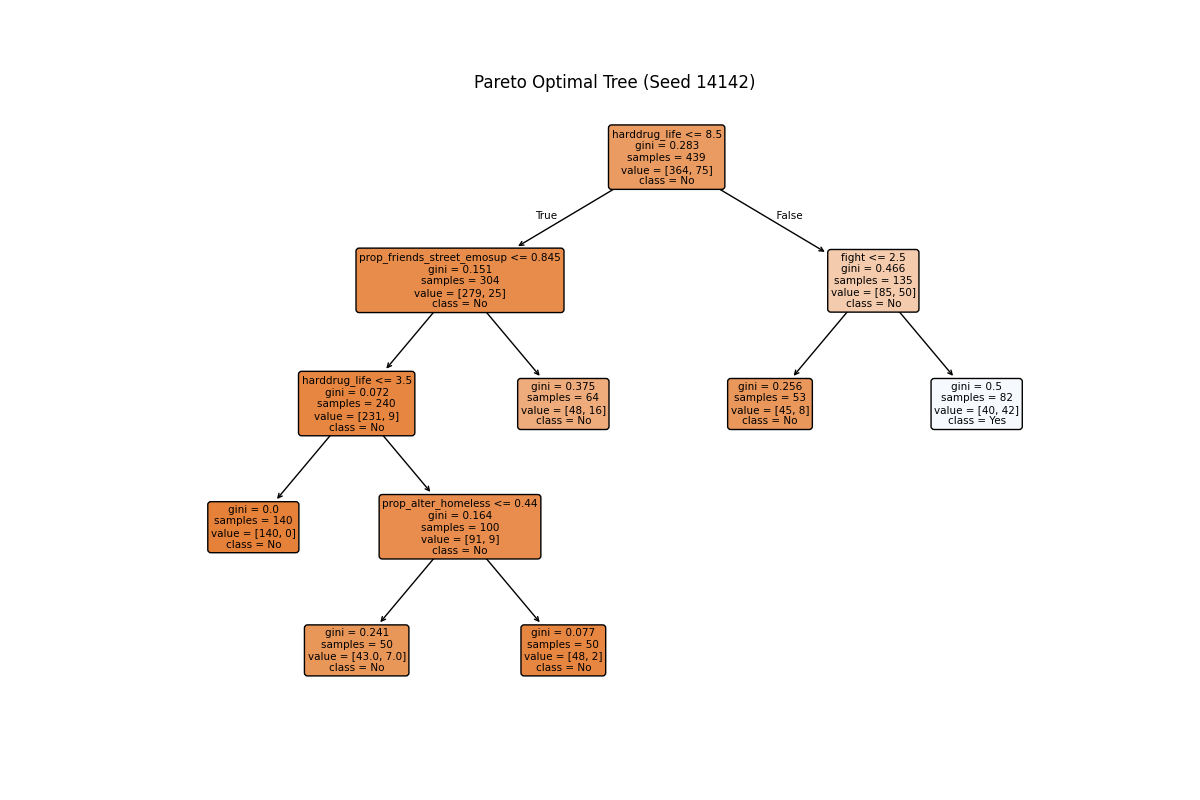 Pareto Optimal Tree (Seed 14142)
harddrug_life <= 8.5
gini = 0.283
samples = 439
value = [364, 75]
class = No
True
False
prop_friends_street_emosup <= 0.845
gini = 0.151
samples = 304
value = [279, 25]
class = No
fight <= 2.5
gini = 0.466
samples = 135
value = [85, 50]
class = No
harddrug_life <= 3.5
gini = 0.072
samples = 240
value = [231, 9]
class = No
gini = 0.375
samples = 64
value = [48, 16]
class = No
gini = 0.256
samples = 53
value = [45, 8]
class = No
gini = 0.5
samples = 82
value = [40, 42]
class = Yes
gini = 0.0
samples = 140
value = [140, 0]
class = No
prop_alter_homeless <= 0.44
gini = 0.164
samples = 100
value = [91, 9]
class = No
gini = 0.241
samples = 50
value = [43.0, 7.0]
class = No
gini = 0.077
samples = 50
value = [48, 2]
class = No